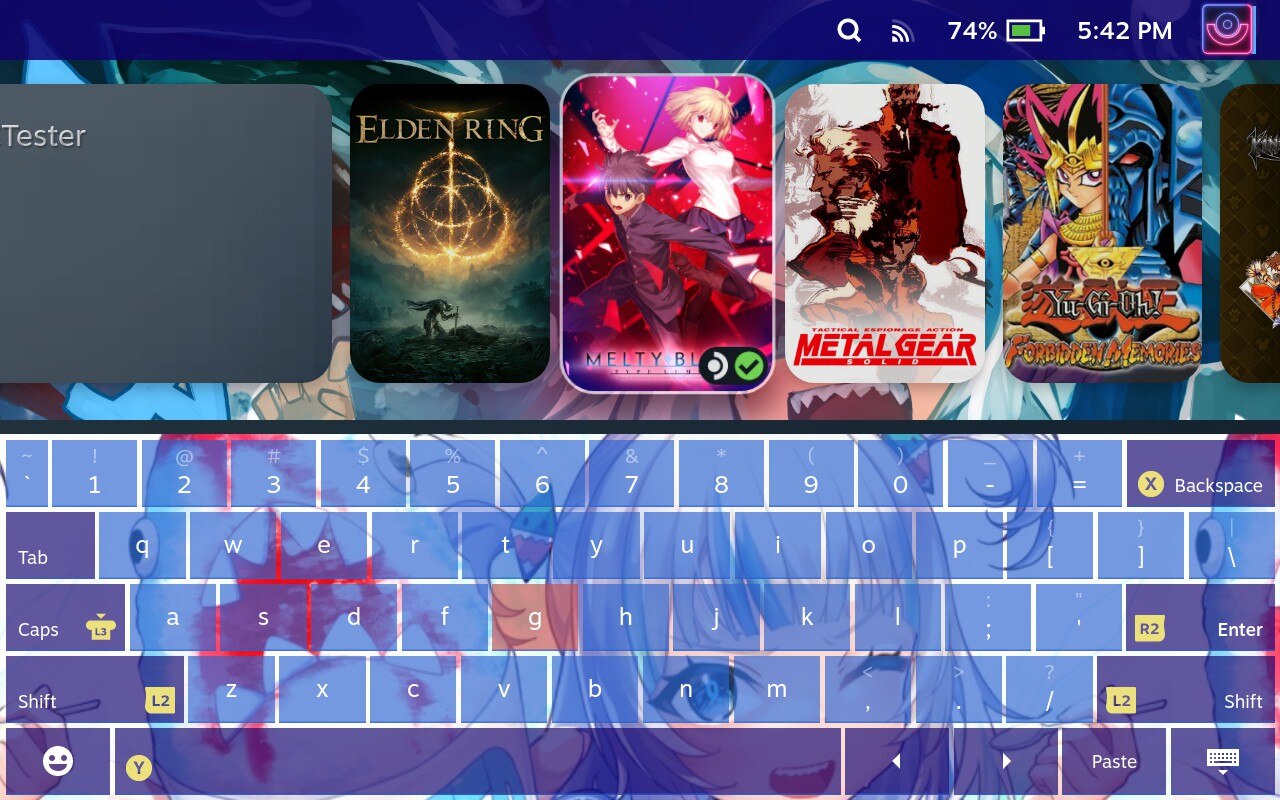 74% 5:42 PM
Tester
ELDEN RING
MELTY BL
TACTICAL ESPIONAGE ACTION
METAL GEAR
SOLID
Yu-Gi-Oh!
FORBIDDEN MEMORIES
~ ! @ # $ % ^ & * ( ) _ +
` 1 2 3 4 5 6 7 8 9 0 - = X Backspace
{ } |
Tab q w e r t y u i o p [ ] \
: "
Caps L3 a s d f g h j k l ; ' R2 Enter
< > ?
Shift L2 z x c v b n m , . / L2 Shift
Y Paste